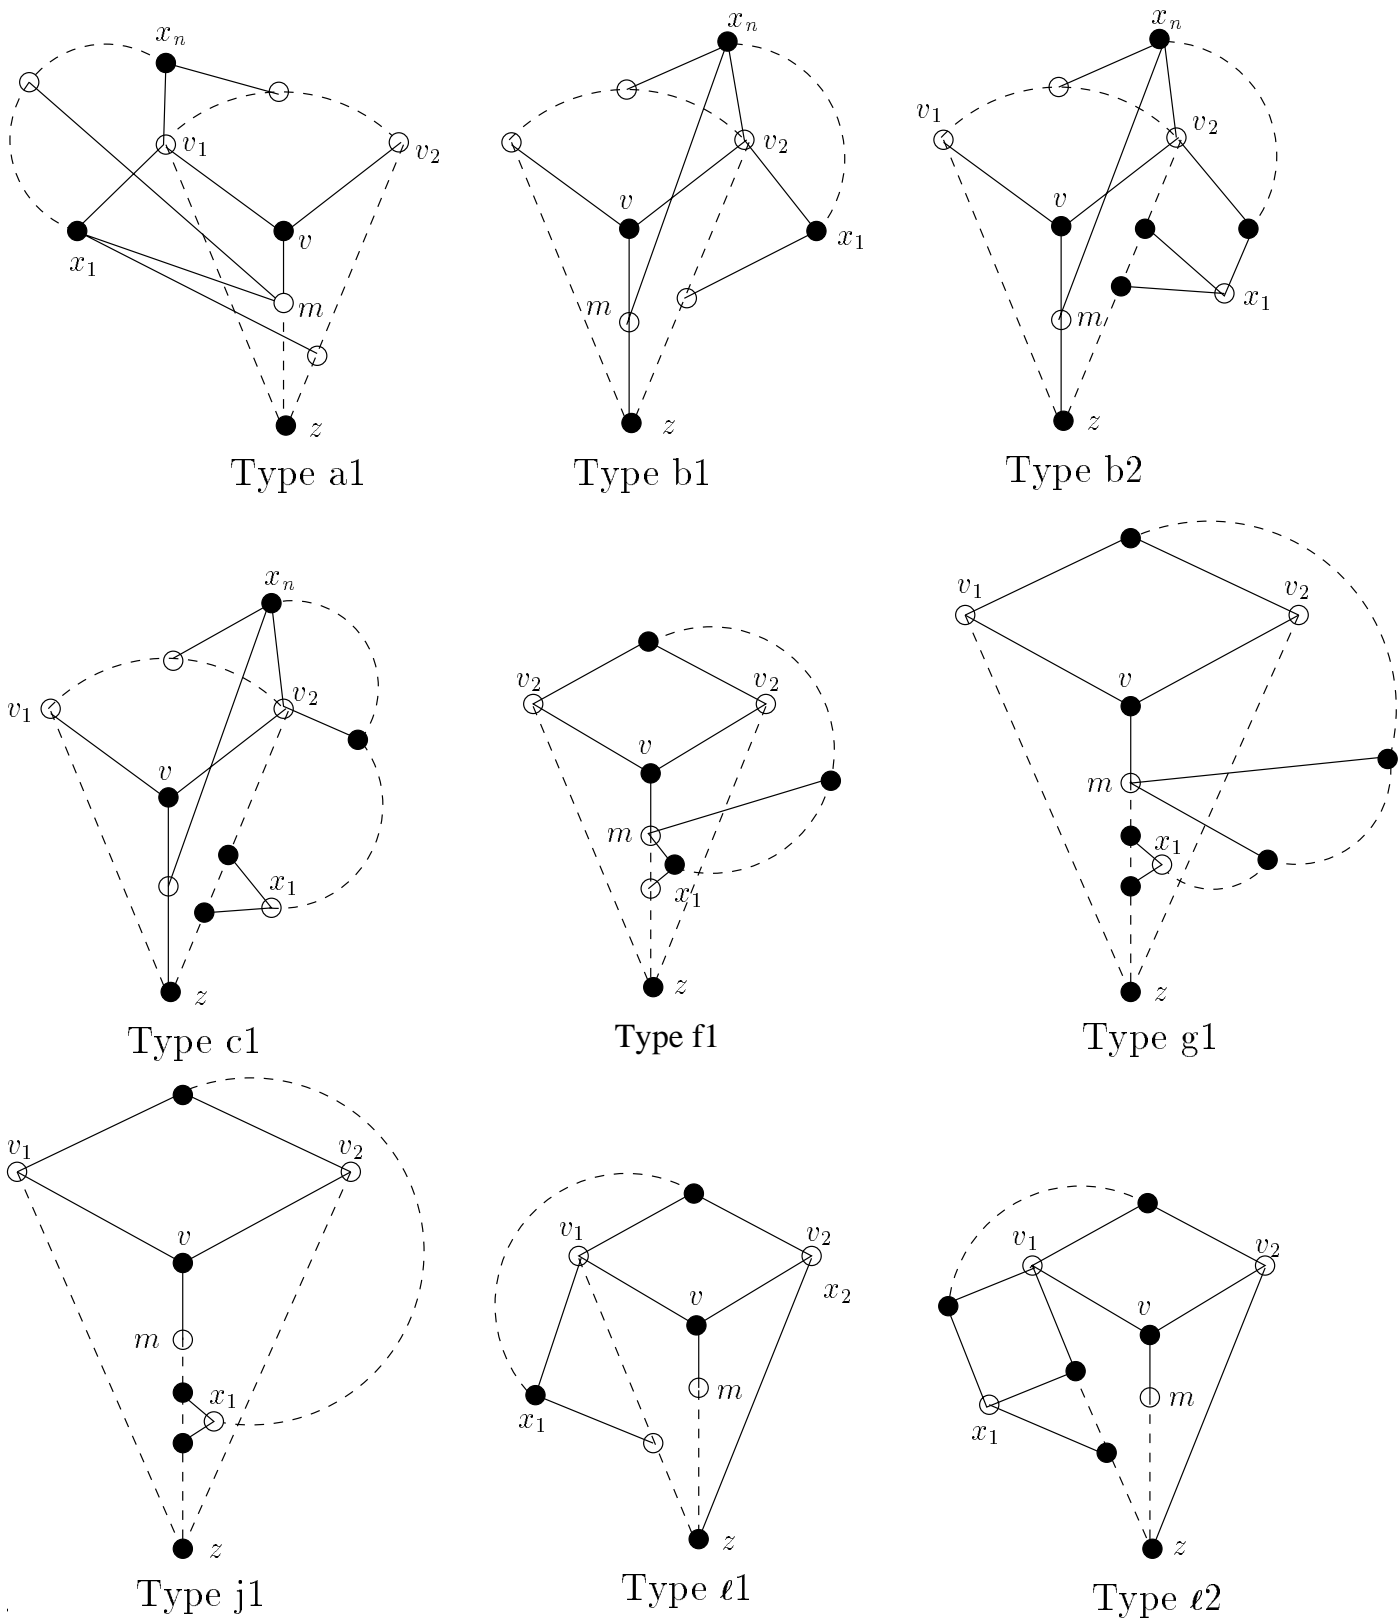 x_n
v_1
v_2
v
x_1
m
z
Type a1
x_n
v_2
v
x_1
m
z
Type b1
x_n
v_1
v_2
v
x_1
m
z
Type b2
x_n
v_1
v_2
v
x_1
z
Type c1
v_2
v_2
v
m
x'_1
z
Type f1
v_1
v_2
v
m
x_1
z
Type g1
v_1
v_2
v
m
x_1
z
Type j1
v_1
v_2
x_2
v
m
x_1
z
Type ℓ1
v_1
v_2
v
m
x_1
z
Type ℓ2